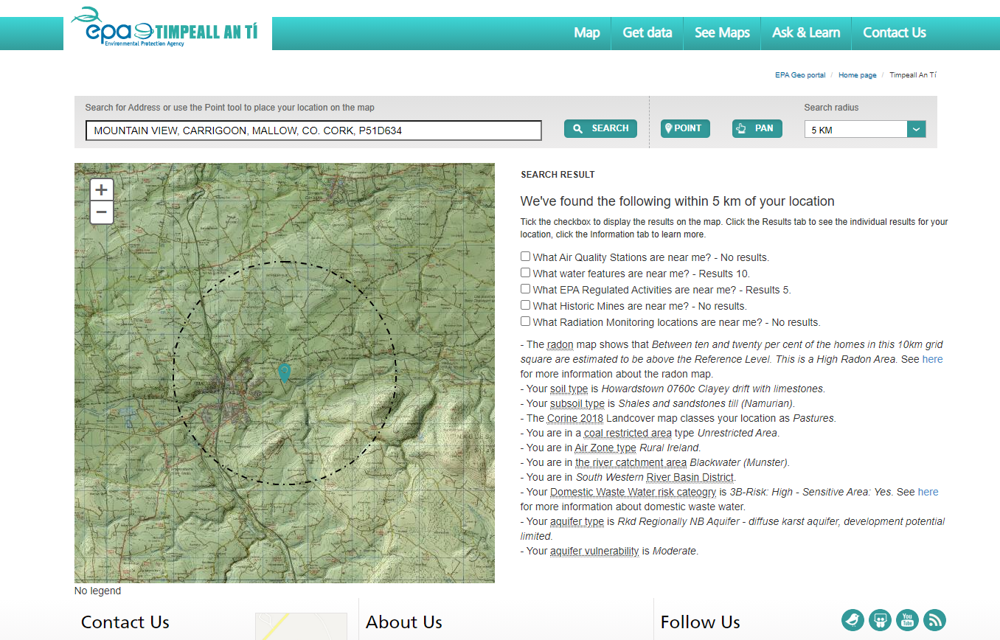 epa TIMPEALL AN TÍ
Environmental Protection Agency
Map
Get data
See Maps
Ask & Learn
Contact Us
EPA Geo portal / Home page / Timpeall An Tí
Search for Address or use the Point tool to place your location on the map
MOUNTAIN VIEW, CARRIGOON, MALLOW, CO. CORK, P51D634
SEARCH
POINT
PAN
Search radius
5 KM
+
−
SEARCH RESULT
We've found the following within 5 km of your location
Tick the checkbox to display the results on the map. Click the Results tab to see the individual results for your
location, click the Information tab to learn more.
What Air Quality Stations are near me? - No results.
What water features are near me? - Results 10.
What EPA Regulated Activities are near me? - Results 5.
What Historic Mines are near me? - No results.
What Radiation Monitoring locations are near me? - No results.
- The radon map shows that Between ten and twenty per cent of the homes in this 10km grid
square are estimated to be above the Reference Level. This is a High Radon Area. See here
for more information about the radon map.
- Your soil type is Howardstown 0760c Clayey drift with limestones.
- Your subsoil type is Shales and sandstones till (Namurian).
- The Corine 2018 Landcover map classes your location as Pastures.
- You are in a coal restricted area type Unrestricted Area.
- You are in Air Zone type Rural Ireland.
- You are in the river catchment area Blackwater (Munster).
- You are in South Western River Basin District.
- Your Domestic Waste Water risk cateogry is 3B-Risk: High - Sensitive Area: Yes. See here
for more information about domestic waste water.
- Your aquifer type is Rkd Regionally NB Aquifer - diffuse karst aquifer, development potential
limited.
- Your aquifer vulnerability is Moderate.
No legend
Contact Us
About Us
Follow Us
You
Tube